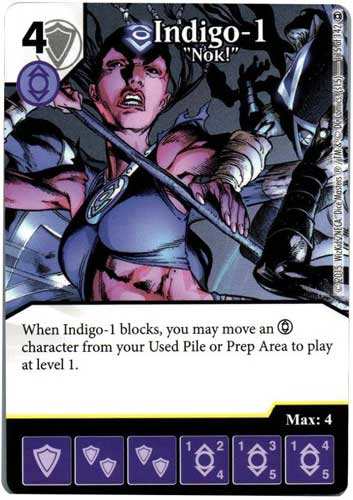 4
Indigo-1
"Nok!"
When Indigo-1 blocks, you may move an
character from your Used Pile or Prep Area to play
at level 1.
Max: 4
1 2 4
1 3 5
1 4 5